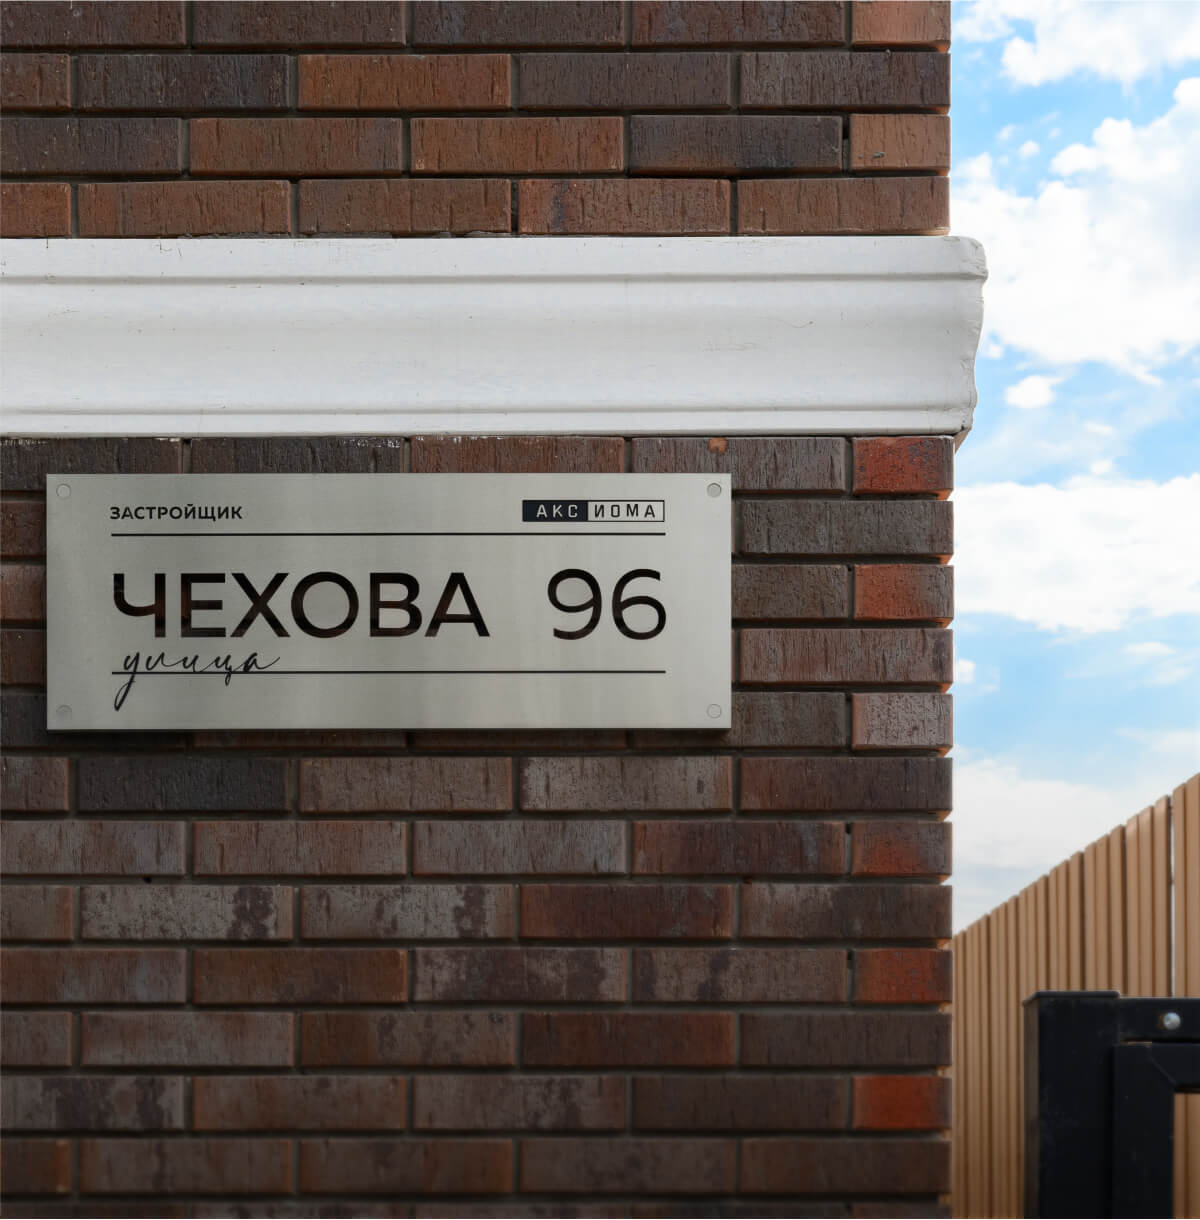 ЗАСТРОЙЩИК АКСИОМА
ЧЕХОВА 96
улица